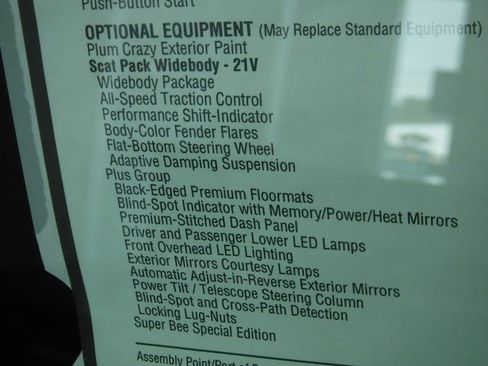 Push-Button Start
OPTIONAL EQUIPMENT (May Replace Standard Equipment)
Plum Crazy Exterior Paint
Scat Pack Widebody - 21V
Widebody Package
All-Speed Traction Control
Performance Shift-Indicator
Body-Color Fender Flares
Flat-Bottom Steering Wheel
Adaptive Damping Suspension
Plus Group
Black-Edged Premium Floormats
Blind-Spot Indicator with Memory/Power/Heat Mirrors
Premium-Stitched Dash Panel
Driver and Passenger Lower LED Lamps
Front Overhead LED Lighting
Exterior Mirrors Courtesy Lamps
Automatic Adjust-in-Reverse Exterior Mirrors
Power Tilt / Telescope Steering Column
Blind-Spot and Cross-Path Detection
Locking Lug-Nuts
Super Bee Special Edition
Assembly Point/Port of